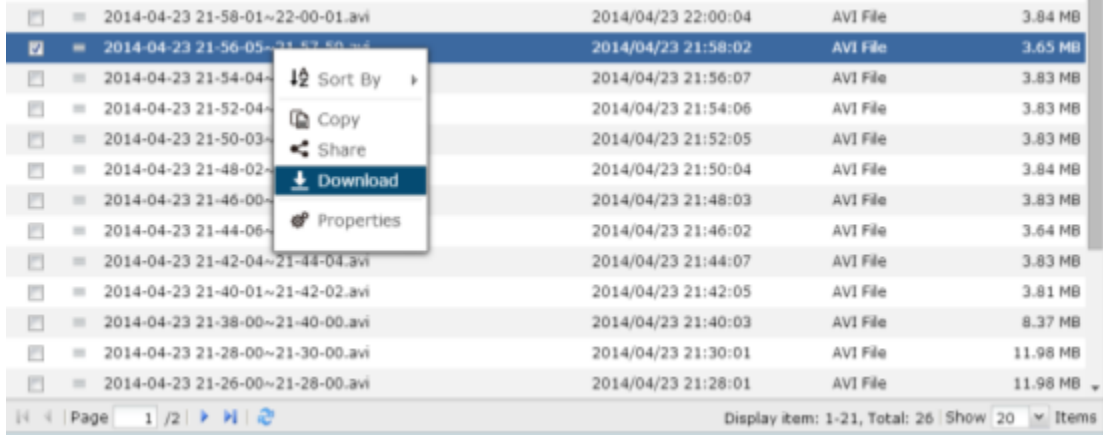 2014-04-23 21-58-01~22-00-01.avi 2014/04/23 22:00:04 AVI File 3.84 MB
2014-04-23 21-56-05~21-57-59.avi 2014/04/23 21:58:02 AVI File 3.65 MB
2014-04-23 21-54-04~ 2014/04/23 21:56:07 AVI File 3.83 MB
Sort By
2014-04-23 21-52-04~ 2014/04/23 21:54:06 AVI File 3.83 MB
Copy
2014-04-23 21-50-03~ 2014/04/23 21:52:05 AVI File 3.83 MB
Share
2014-04-23 21-48-02~ 2014/04/23 21:50:04 AVI File 3.84 MB
Download
2014-04-23 21-46-00~ 2014/04/23 21:48:03 AVI File 3.83 MB
Properties
2014-04-23 21-44-06~ 2014/04/23 21:46:02 AVI File 3.64 MB
2014-04-23 21-42-04~21-44-04.avi 2014/04/23 21:44:07 AVI File 3.83 MB
2014-04-23 21-40-01~21-42-02.avi 2014/04/23 21:42:05 AVI File 3.81 MB
2014-04-23 21-38-00~21-40-00.avi 2014/04/23 21:40:03 AVI File 8.37 MB
2014-04-23 21-28-00~21-30-00.avi 2014/04/23 21:30:01 AVI File 11.98 MB
2014-04-23 21-26-00~21-28-00.avi 2014/04/23 21:28:01 AVI File 11.98 MB
Page 1 /2 Display item: 1-21, Total: 26 Show 20 Items